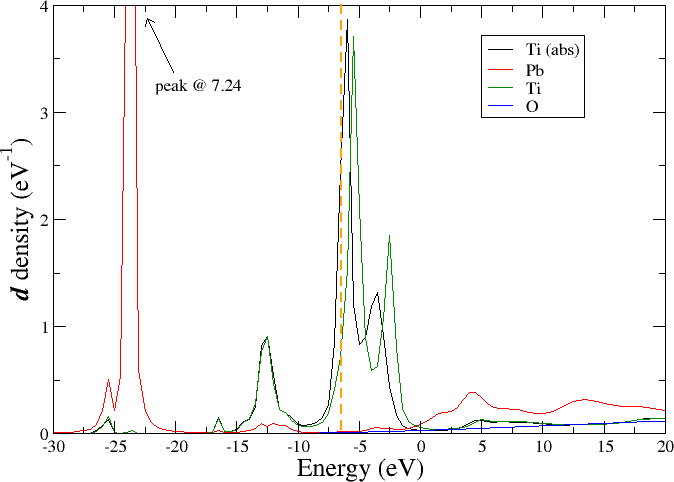 4
3
2
1
0
d density (eV-1)
peak @ 7.24
Ti (abs)
Pb
Ti
O
-30 -25 -20 -15 -10 -5 0 5 10 15 20
Energy (eV)